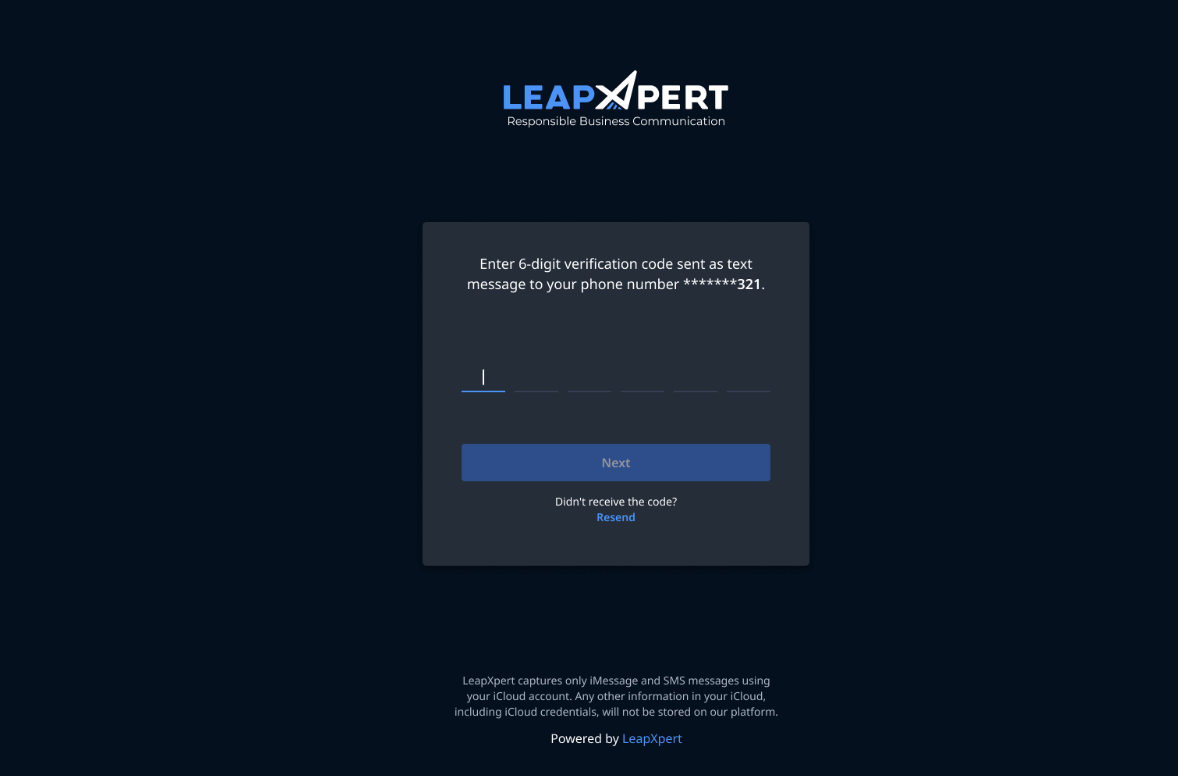 LEAPXPERT
Responsible Business Communication
Enter 6-digit verification code sent as text
message to your phone number *******321.
Next
Didn't receive the code?
Resend
LeapXpert captures only iMessage and SMS messages using
your iCloud account. Any other information in your iCloud,
including iCloud credentials, will not be stored on our platform.
Powered by LeapXpert